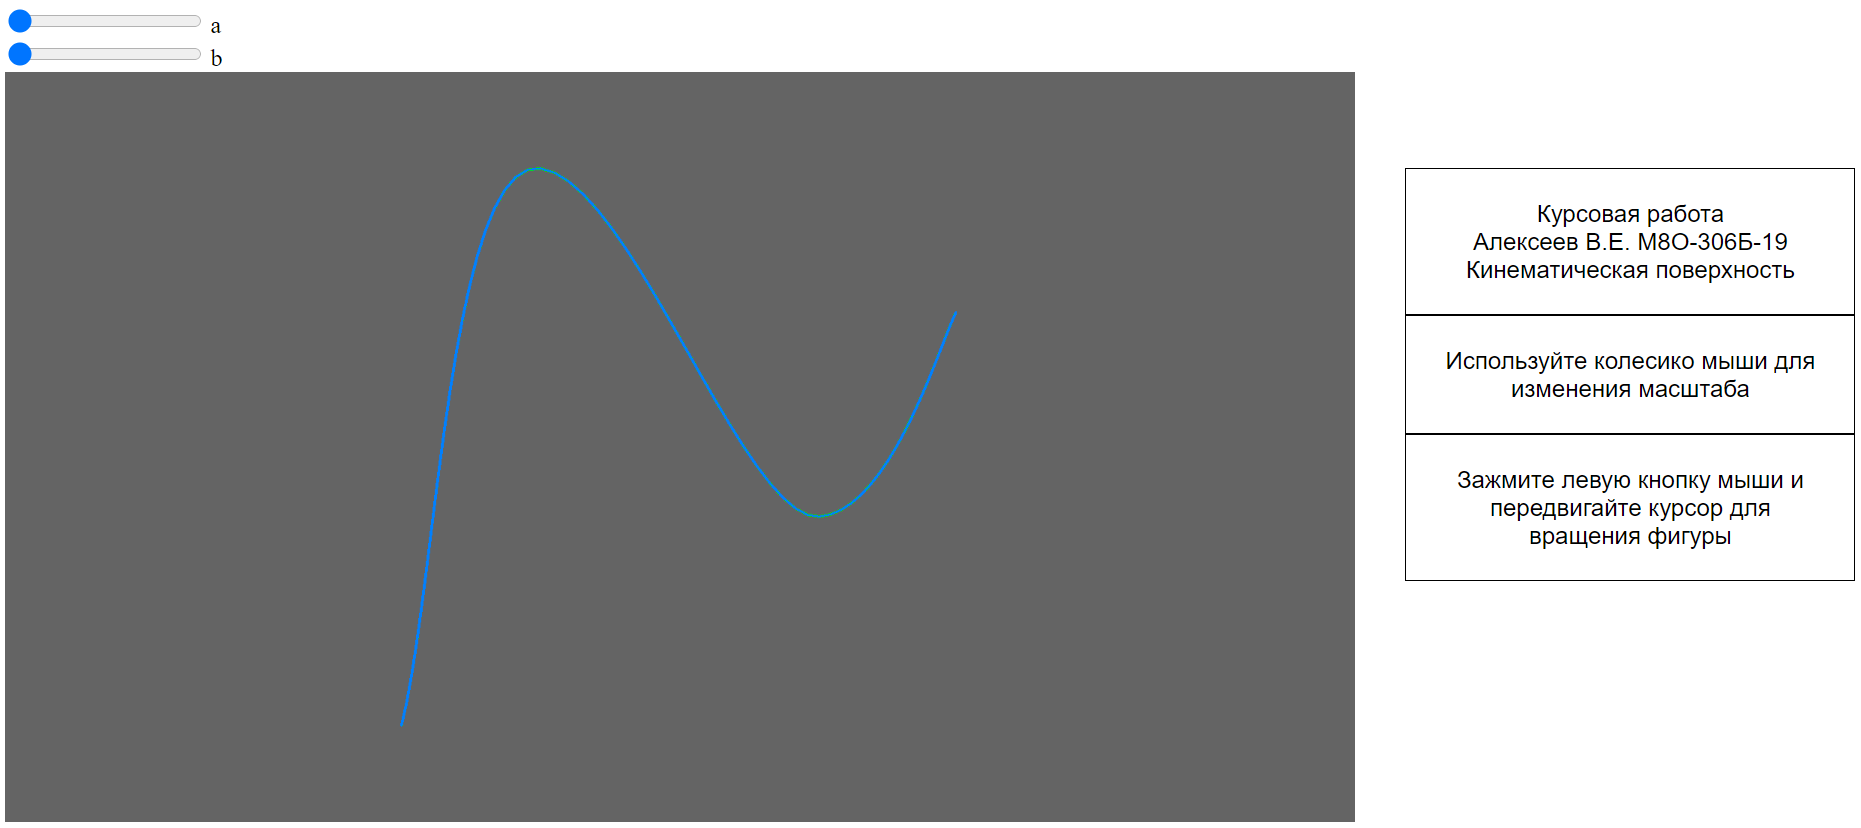 a
b
Курсовая работа
Алексеев В.Е. М8О-306Б-19
Кинематическая поверхность
Используйте колесико мыши для
изменения масштаба
Зажмите левую кнопку мыши и
передвигайте курсор для
вращения фигуры